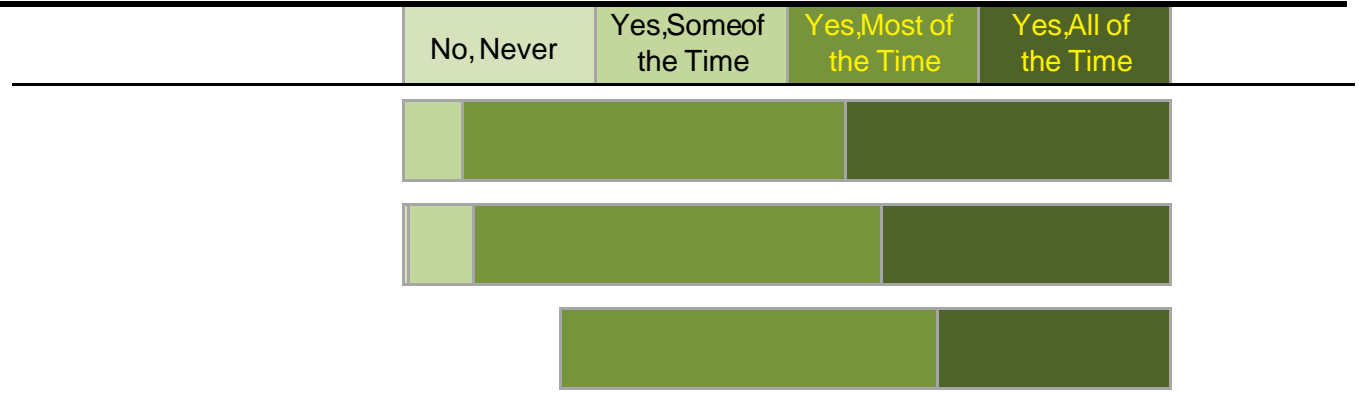 No, Never
Yes,Someof
the Time
Yes,Most of
the Time
Yes,All of
the Time